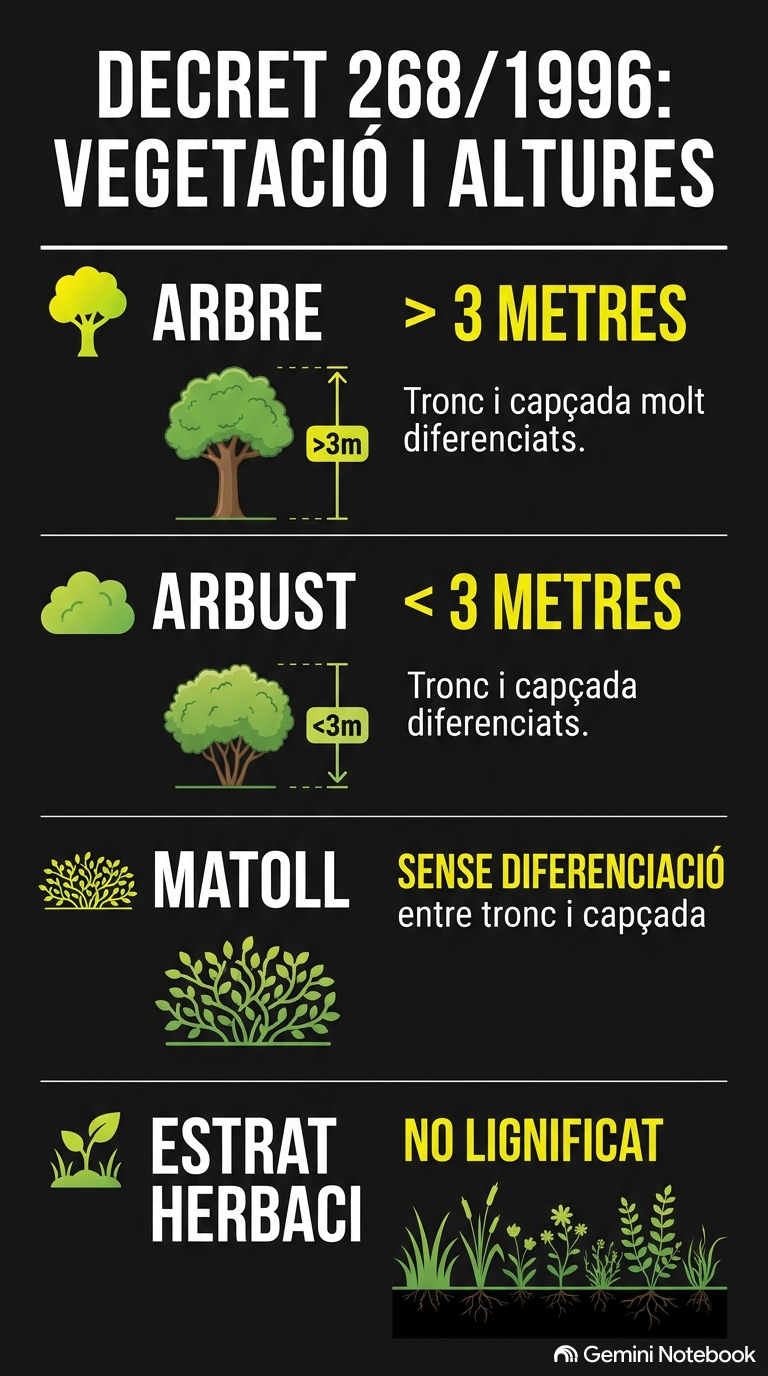 DECRET 268/1996:
VEGETACIÓ I ALTURES
ARBRE
> 3 METRES
>3m
Tronc i capçada molt
diferenciats.
ARBUST
< 3 METRES
<3m
Tronc i capçada
diferenciats.
MATOLL
SENSE DIFERENCIACIÓ
entre tronc i capçada
ESTRAT
HERBACI
NO LIGNIFICAT
Gemini Notebook